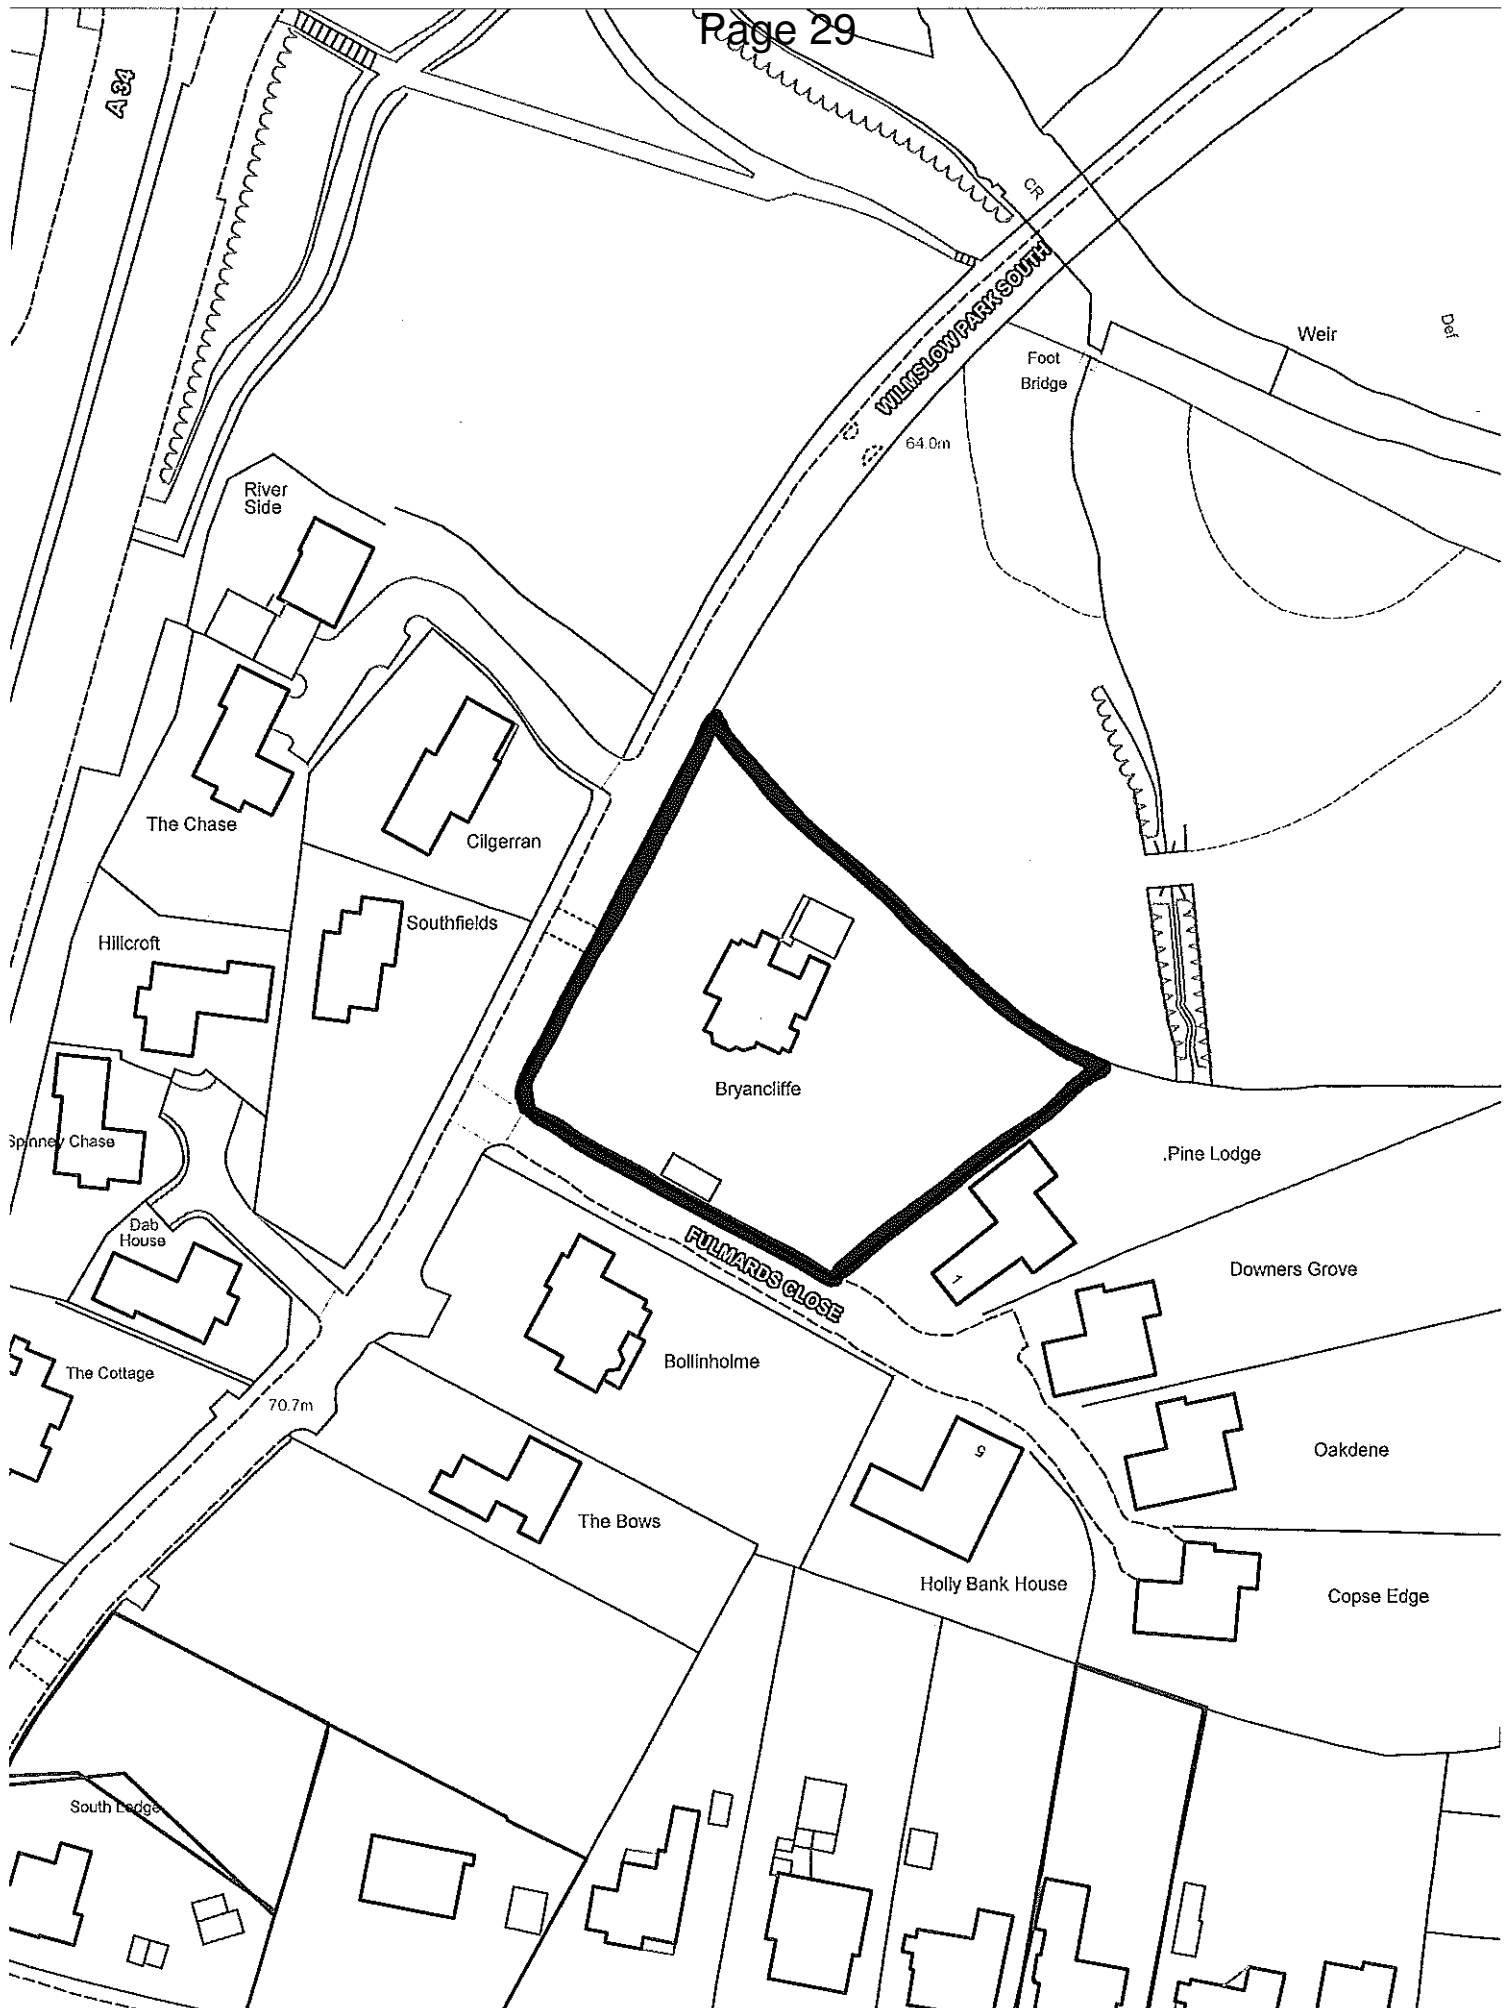 Page 29
A 34
CR
WILMSLOW PARK SOUTH
Weir
Def
Foot
Bridge
64.0m
River
Side
The Chase
Cilgerran
Southfields
Hillcroft
Bryancliffe
Spinney Chase
.Pine Lodge
Dab
House
FULMARDS CLOSE
1
Downers Grove
Bollinholme
The Cottage
70.7m
5
Oakdene
The Bows
Holly Bank House
Copse Edge
South Lodge